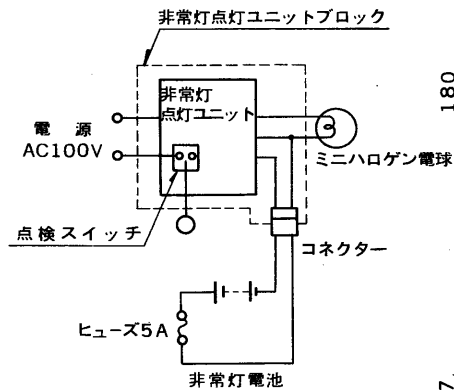 非常灯点灯ユニットブロック
非常灯
点灯ユニット
電 源
AC100V
ミニハロゲン電球
点検スイッチ
コネクター
ヒューズ5A
非常灯電池
180
7.